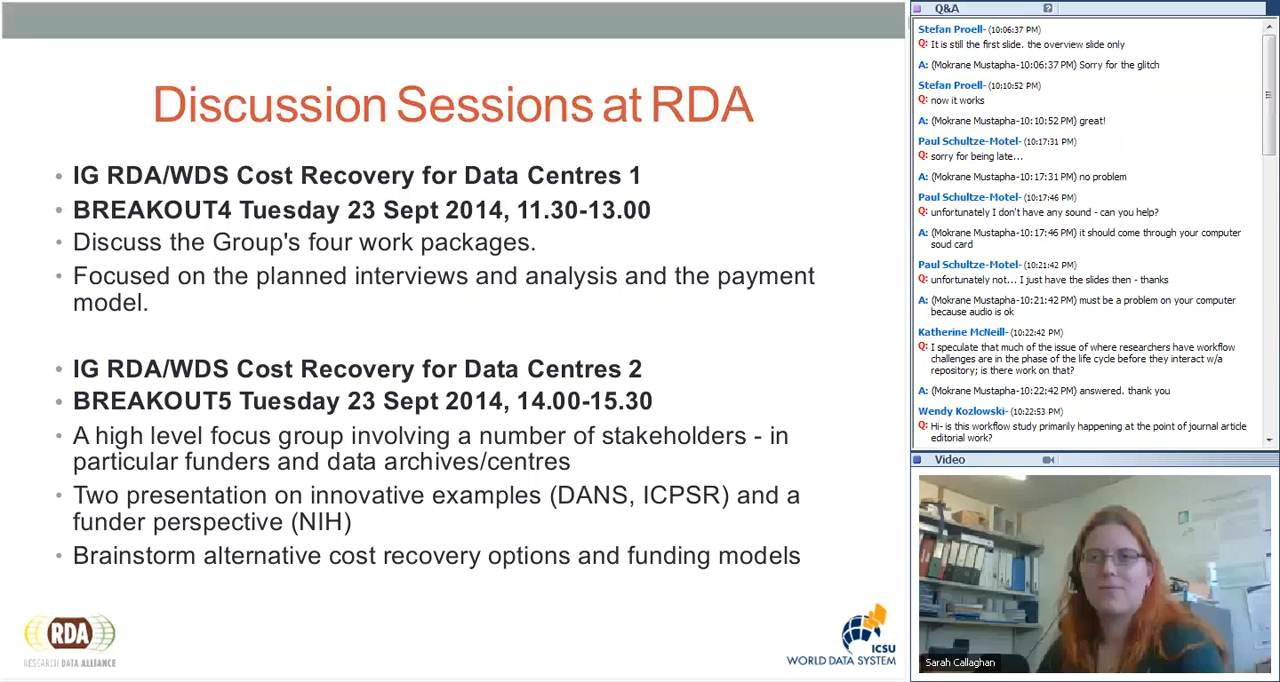 Discussion Sessions at RDA
• IG RDA/WDS Cost Recovery for Data Centres 1
• BREAKOUT4 Tuesday 23 Sept 2014, 11.30-13.00
• Discuss the Group's four work packages.
• Focused on the planned interviews and analysis and the payment
model.
• IG RDA/WDS Cost Recovery for Data Centres 2
• BREAKOUT5 Tuesday 23 Sept 2014, 14.00-15.30
• A high level focus group involving a number of stakeholders - in
particular funders and data archives/centres
• Two presentation on innovative examples (DANS, ICPSR) and a
funder perspective (NIH)
• Brainstorm alternative cost recovery options and funding models
RDA
RESEARCH DATA ALLIANCE
ICSU
WORLD DATA SYSTEM
Q&A
Stefan Proell- (10:06:37 PM)
Q: It is still the first slide. the overview slide only
A: (Mokrane Mustapha-10:06:37 PM) Sorry for the glitch
Stefan Proell- (10:10:52 PM)
Q: now it works
A: (Mokrane Mustapha-10:10:52 PM) great!
Paul Schultze-Motel- (10:17:31 PM)
Q: sorry for being late...
A: (Mokrane Mustapha-10:17:31 PM) no problem
Paul Schultze-Motel- (10:17:46 PM)
Q: unfortunately I don't have any sound - can you help?
A: (Mokrane Mustapha-10:17:46 PM) it should come through your computer
soud card
Paul Schultze-Motel- (10:21:42 PM)
Q: unfortunately not... I just have the slides then - thanks
A: (Mokrane Mustapha-10:21:42 PM) must be a problem on your computer
because audio is ok
Katherine McNeill- (10:22:42 PM)
Q: I speculate that much of the issue of where researchers have workflow
challenges are in the phase of the life cycle before they interact w/a
repository; is there work on that?
A: (Mokrane Mustapha-10:22:42 PM) answered. thank you
Wendy Kozlowski- (10:22:53 PM)
Q: Hi- is this workflow study primarily happening at the point of journal article
editorial work?
Video
Sarah Callaghan